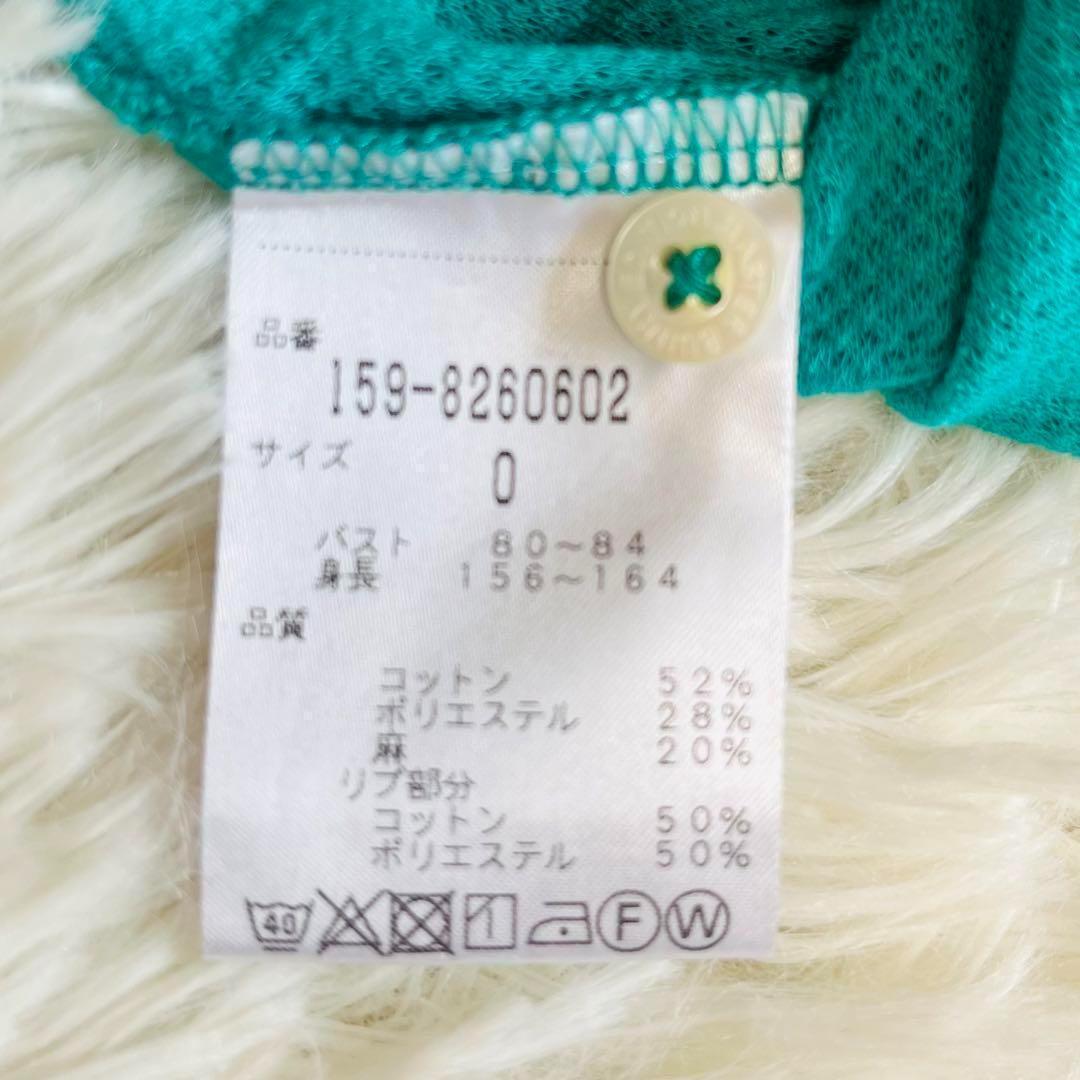 品番
159-8260602
サイズ
0
バスト 80~84
身長 156~164
品質
コットン 52%
ポリエステル 28%
麻 20%
リブ部分
コットン 50%
ポリエステル 50%
40 F W